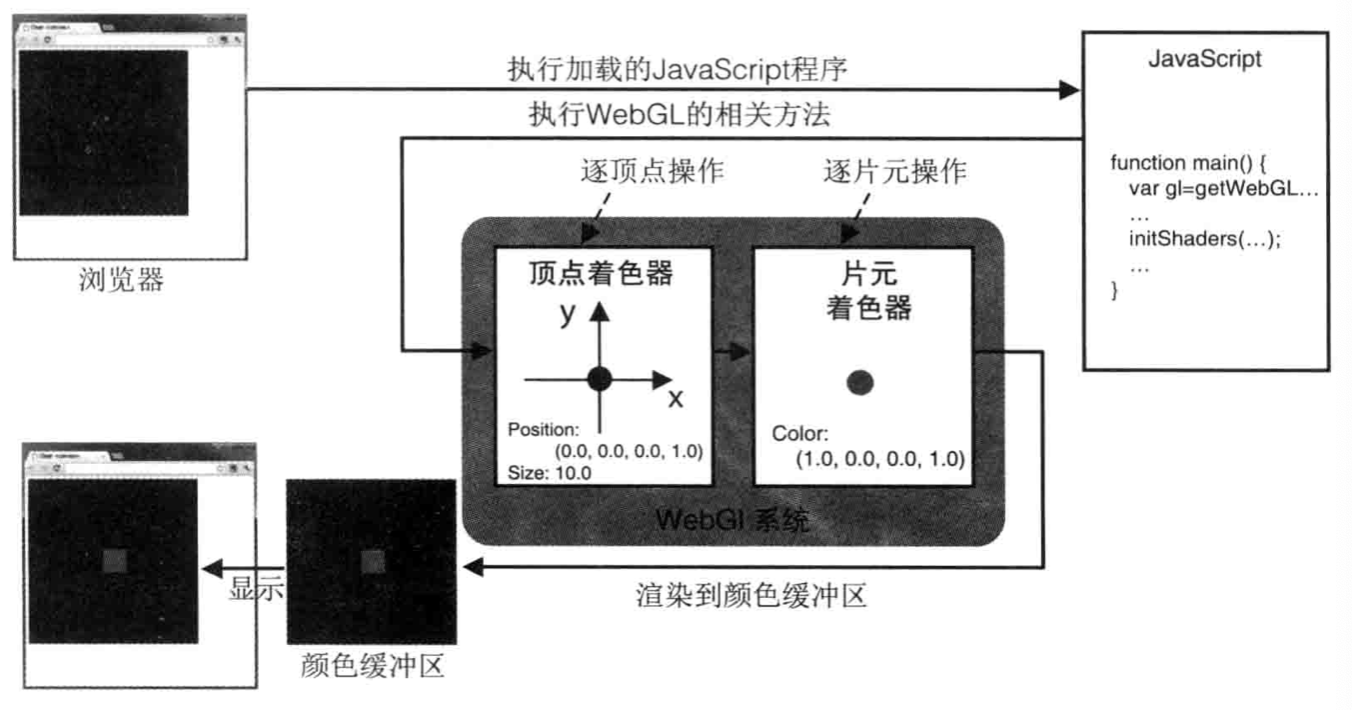 执行加载的JavaScript程序
JavaScript
执行WebGL的相关方法
逐顶点操作
逐片元操作
function main() {
var gl=getWebGL…
…
initShaders(…);
…
}
浏览器
顶点着色器
y
x
Position:
(0.0, 0.0, 0.0, 1.0)
Size: 10.0
片元
着色器
Color:
(1.0, 0.0, 0.0, 1.0)
WebGl 系统
显示
渲染到颜色缓冲区
颜色缓冲区